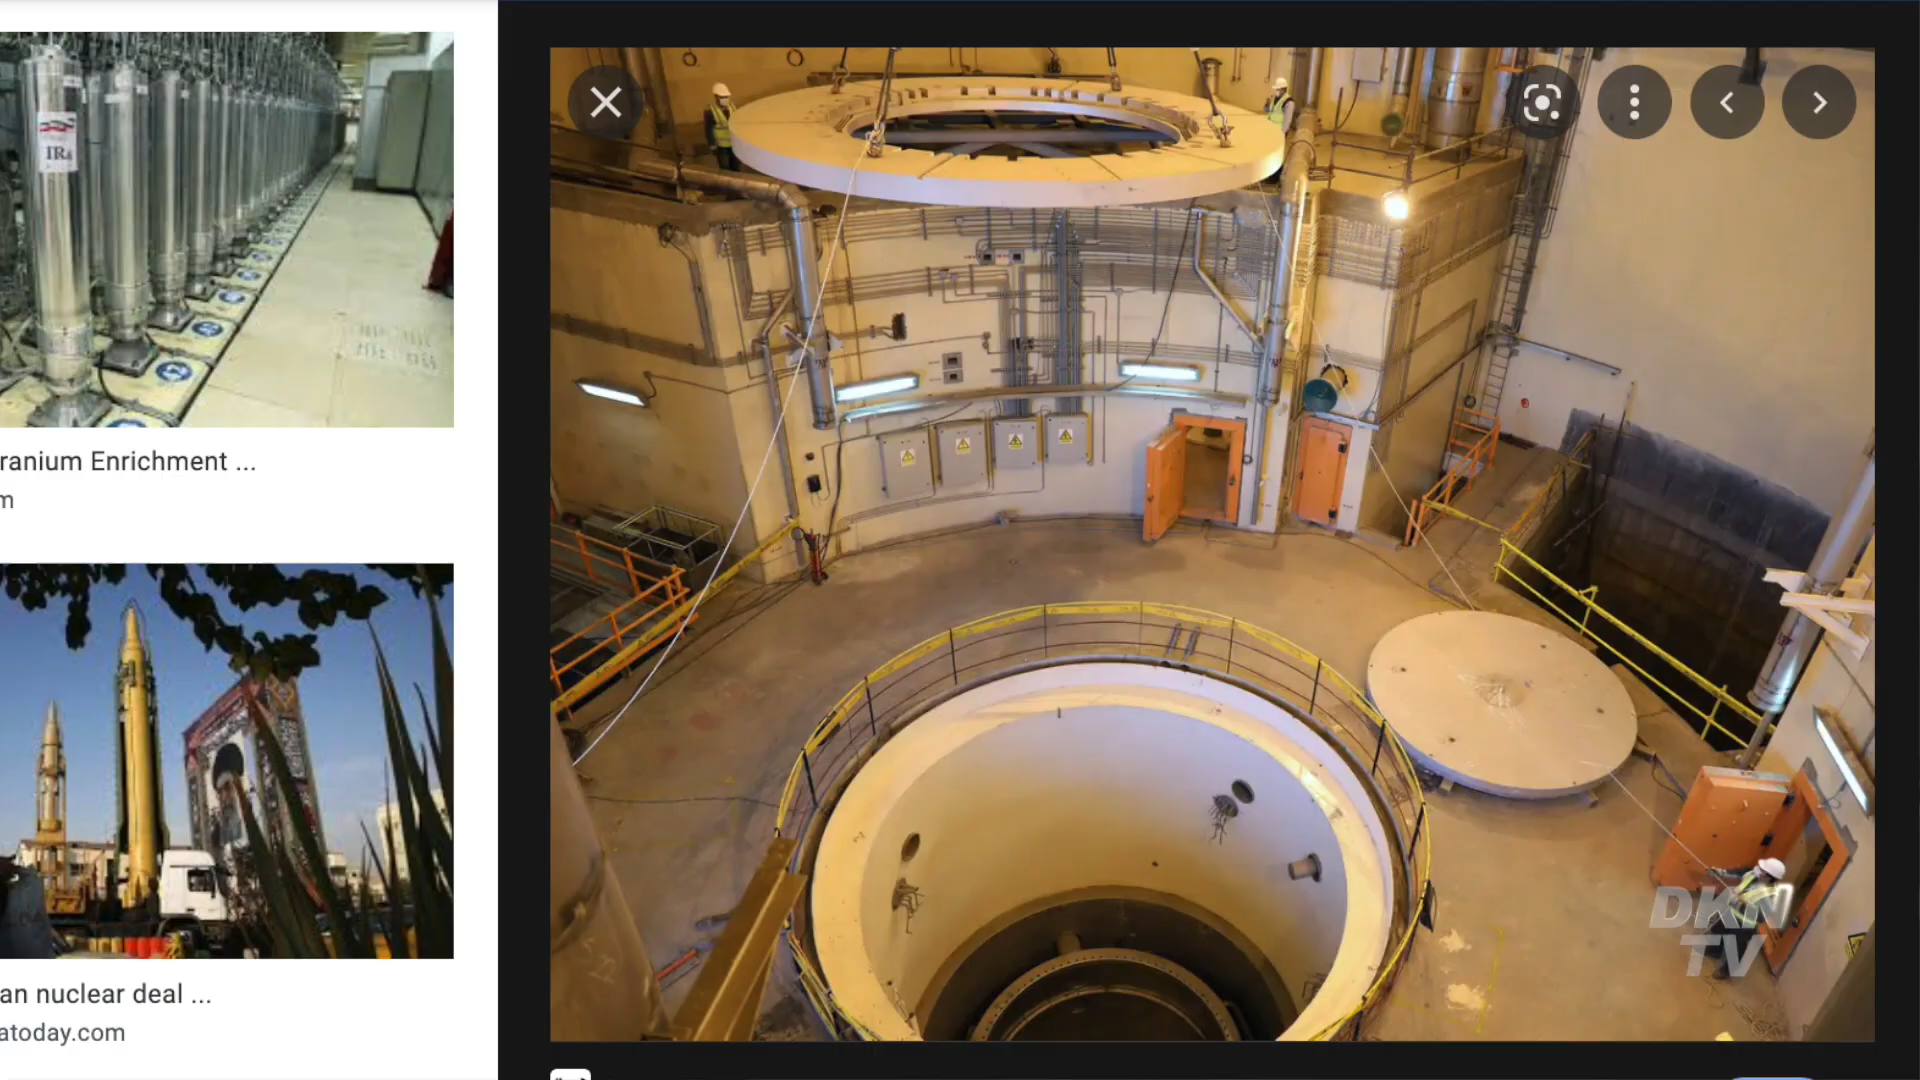 IR
ranium Enrichment ...
m
an nuclear deal ...
atoday.com
DKN
TV